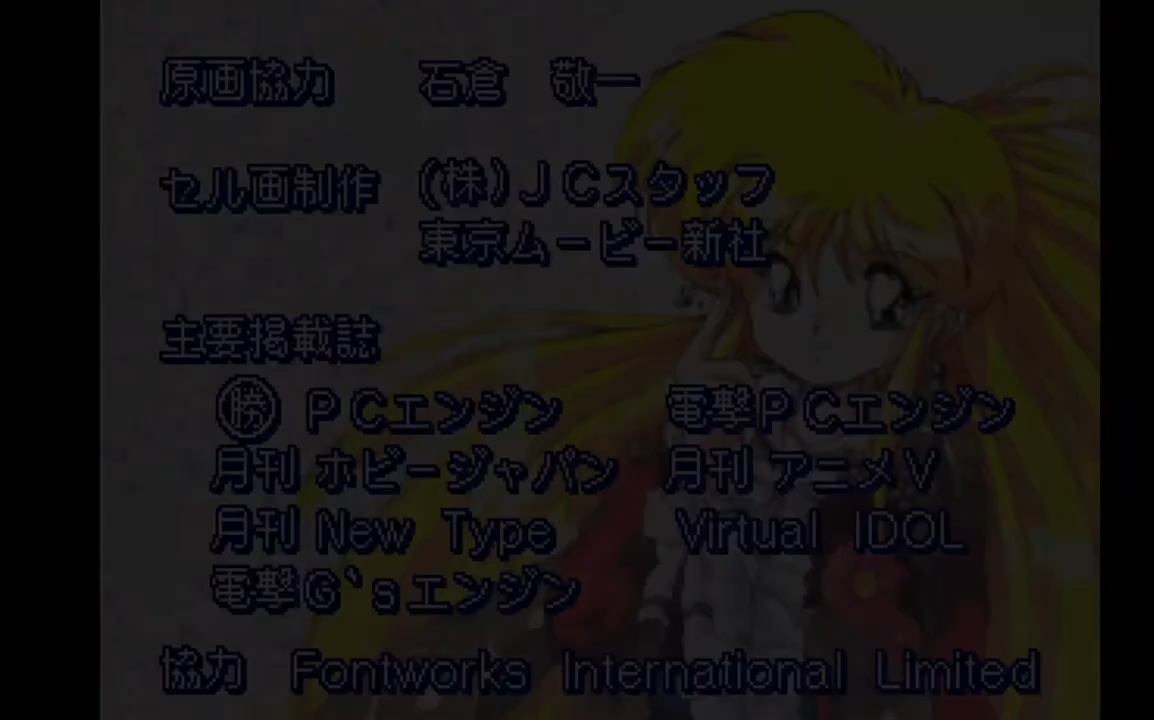 原画協力 石倉 敬一
セル画制作 (株)JCスタッフ
東京ムービー新社
主要掲載誌
㊝ PCエンジン 電撃PCエンジン
月刊 ホビージャパン 月刊 アニメV
月刊 New Type Virtual IDOL
電撃G`sエンジン
協力 Fontworks International Limited